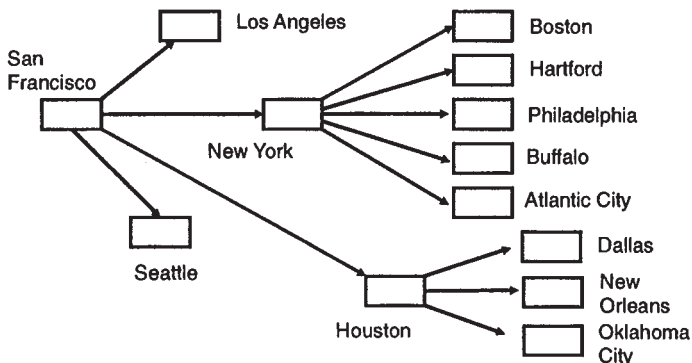 Los Angeles
San
Francisco
New York
Seattle
Boston
Hartford
Philadelphia
Buffalo
Atlantic City
Houston
Dallas
New
Orleans
Oklahoma
City